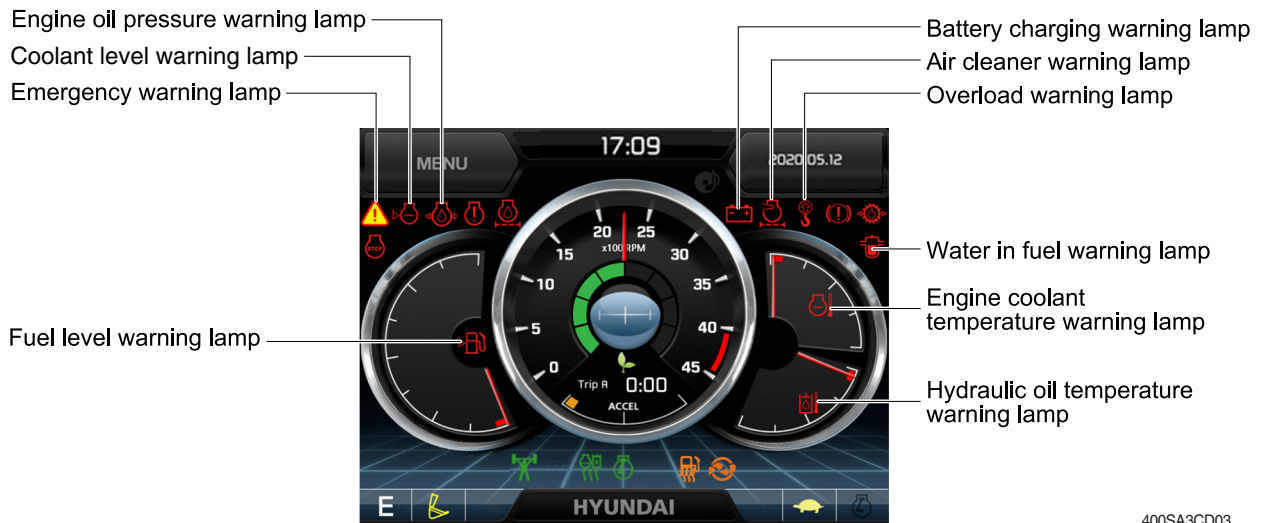 Engine oil pressure warning lamp
Coolant level warning lamp
Emergency warning lamp
Battery charging warning lamp
Air cleaner warning lamp
Overload warning lamp
MENU
17:09
2020.05.12
STOP
0
5
10
15
20
25
30
35
40
45
x100 RPM
Trip A 0:00
ACCEL
Fuel level warning lamp
Water in fuel warning lamp
Engine coolant
temperature warning lamp
Hydraulic oil temperature
warning lamp
E
HYUNDAI
400SA3CD03